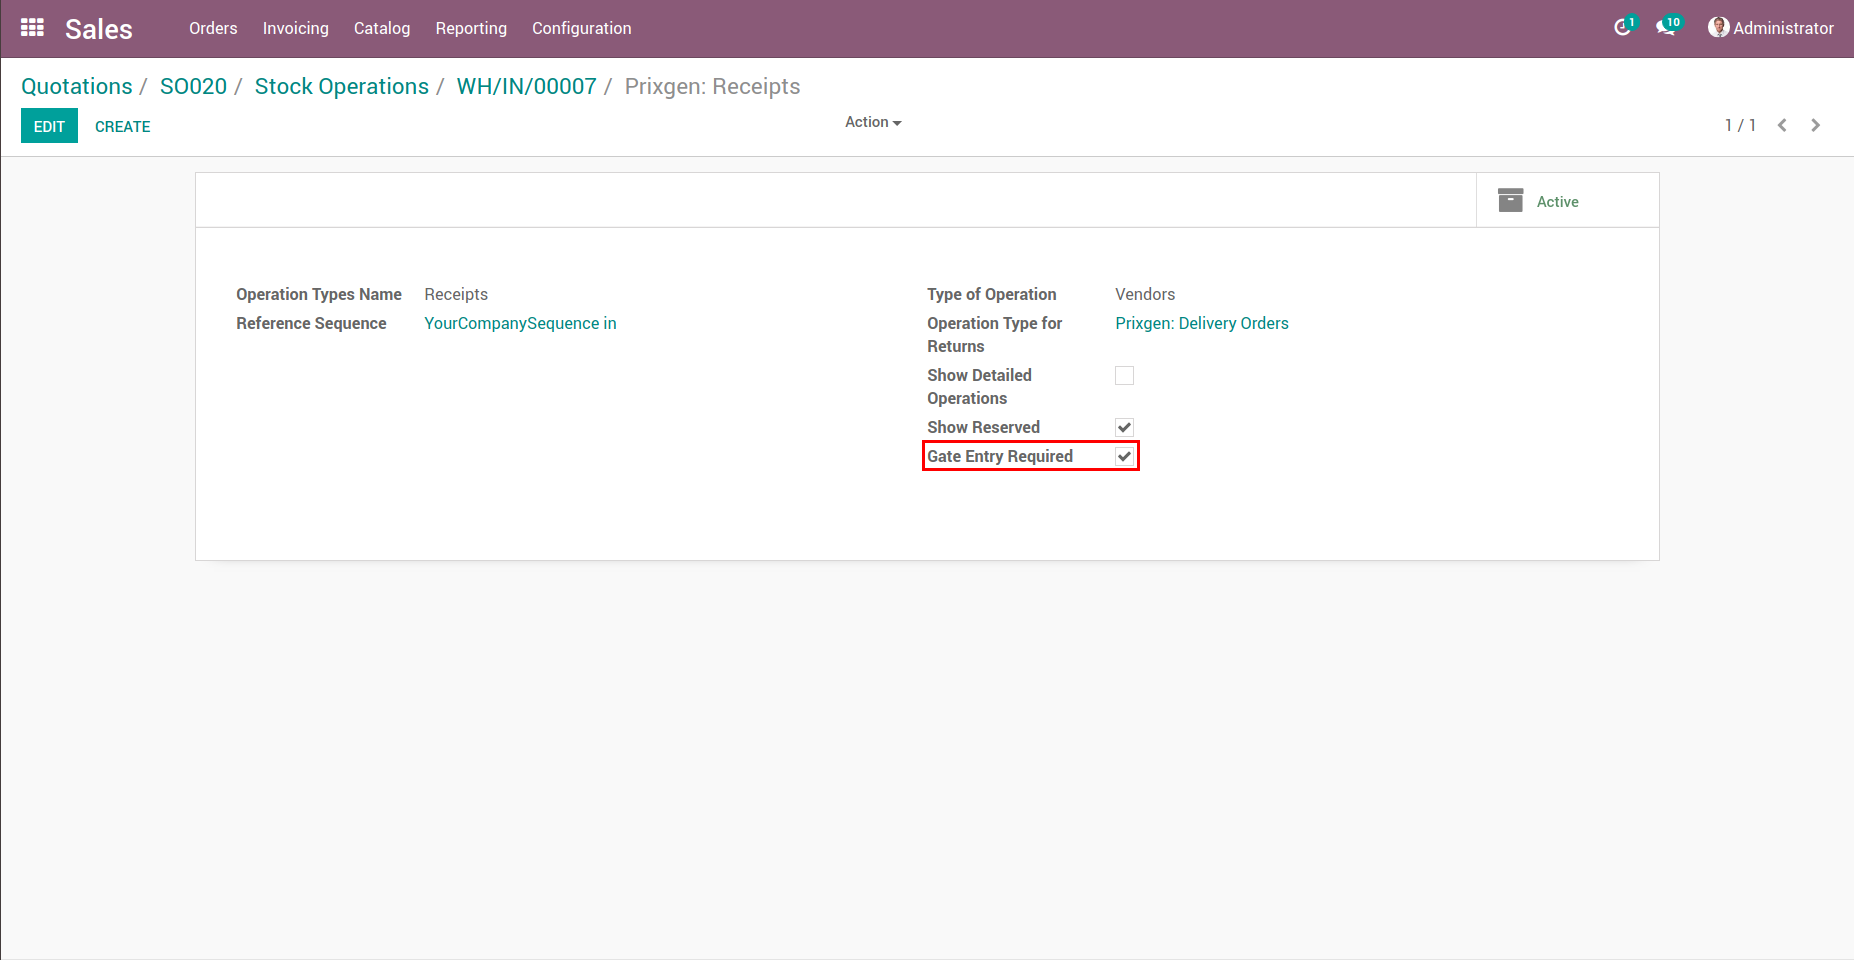 Sales Orders Invoicing Catalog Reporting Configuration 1 10 Administrator
Quotations / SO020 / Stock Operations / WH/IN/00007 / Prixgen: Receipts
EDIT CREATE Action 1 / 1
Active
Operation Types Name Receipts
Reference Sequence YourCompanySequence in
Type of Operation Vendors
Operation Type for Prixgen: Delivery Orders
Returns
Show Detailed
Operations
Show Reserved
Gate Entry Required